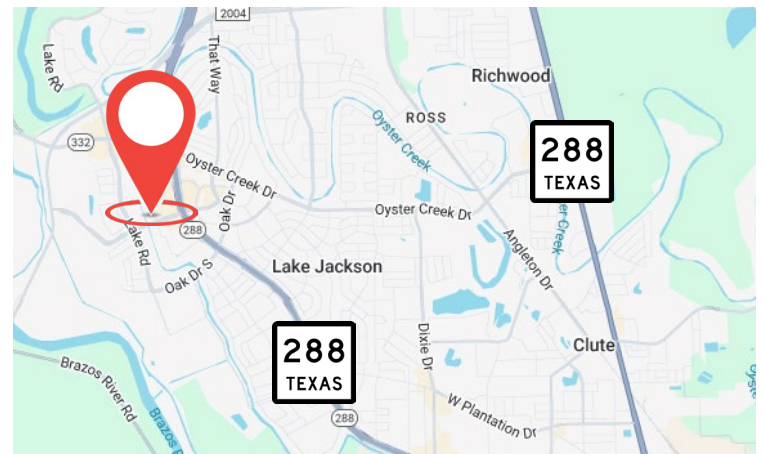 2004
Lake Rd
That Way
Richwood
ROSS
332
Oyster Creek
288
TEXAS
Oyster Creek Dr
Oak Dr
Oyster Creek Dr
Creek
288
Lake Rd
Angleton Dr
Lake Jackson
Oak Dr S
288
TEXAS
Dixie Dr
Clute
Brazos River Rd
W Plantation Dr
288
Brazos